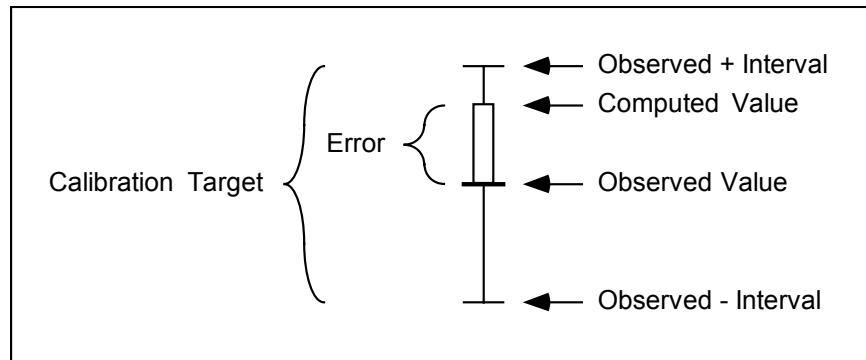 Observed + Interval
Computed Value
Error
Calibration Target
Observed Value
Observed - Interval